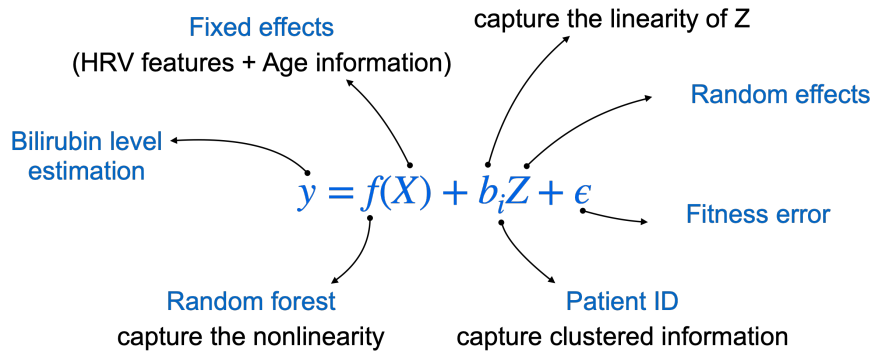 Fixed effects
(HRV features + Age information)
capture the linearity of Z
Random effects
Bilirubin level
estimation
y = f(X) + bᵢZ + ϵ
Fitness error
Random forest
capture the nonlinearity
Patient ID
capture clustered information